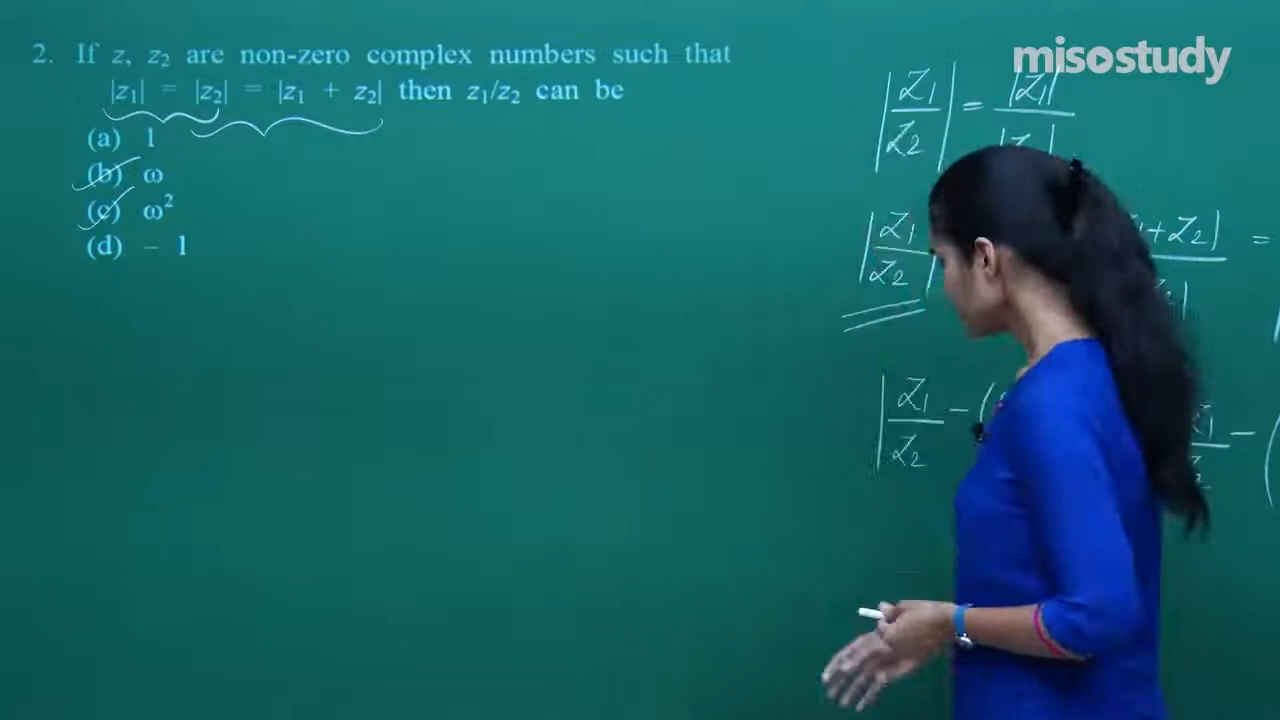 misostudy
2. If z, z₂ are non-zero complex numbers such that
|z₁| = |z₂| = |z₁ + z₂| then z₁/z₂ can be
(a) 1
(b) ω
(c) ω²
(d) – 1
|Z₁/Z₂| = |Z₁|
|Z₁/Z₂| +Z₂| =
|Z₁/Z₂ – ( –